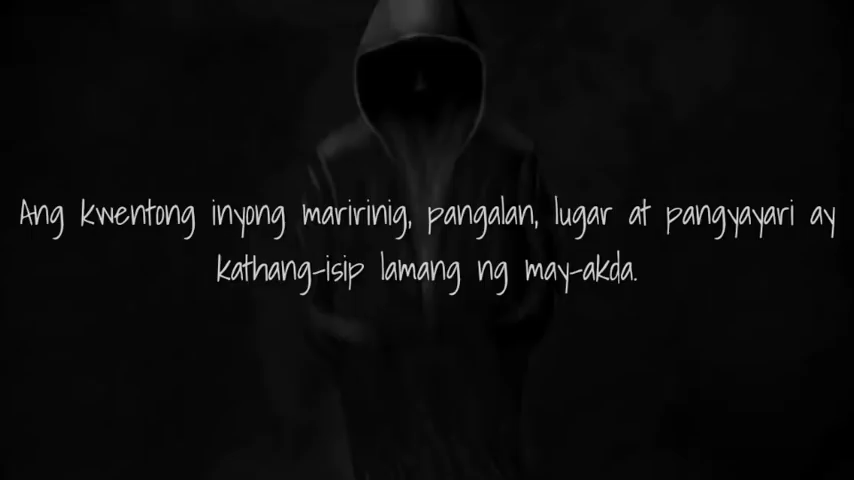 Ang kwentong inyong maririnig, pangalan, lugar at pangyayari ay
kathang-isip lamang ng may-akda.